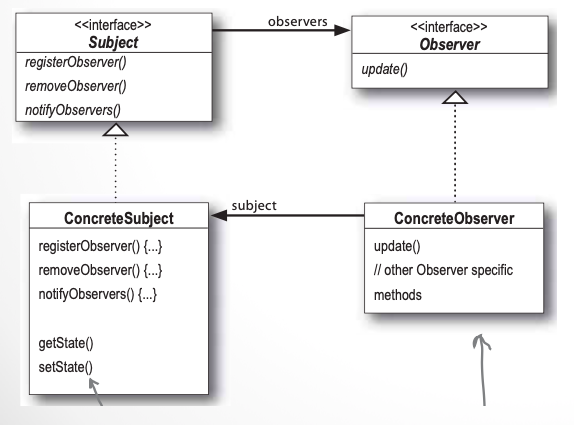 <<interface>>
Subject
registerObserver()
removeObserver()
notifyObservers()
observers
<<interface>>
Observer
update()
ConcreteSubject
registerObserver() {...}
removeObserver() {...}
notifyObservers() {...}
getState()
setState()
subject
ConcreteObserver
update()
// other Observer specific
methods